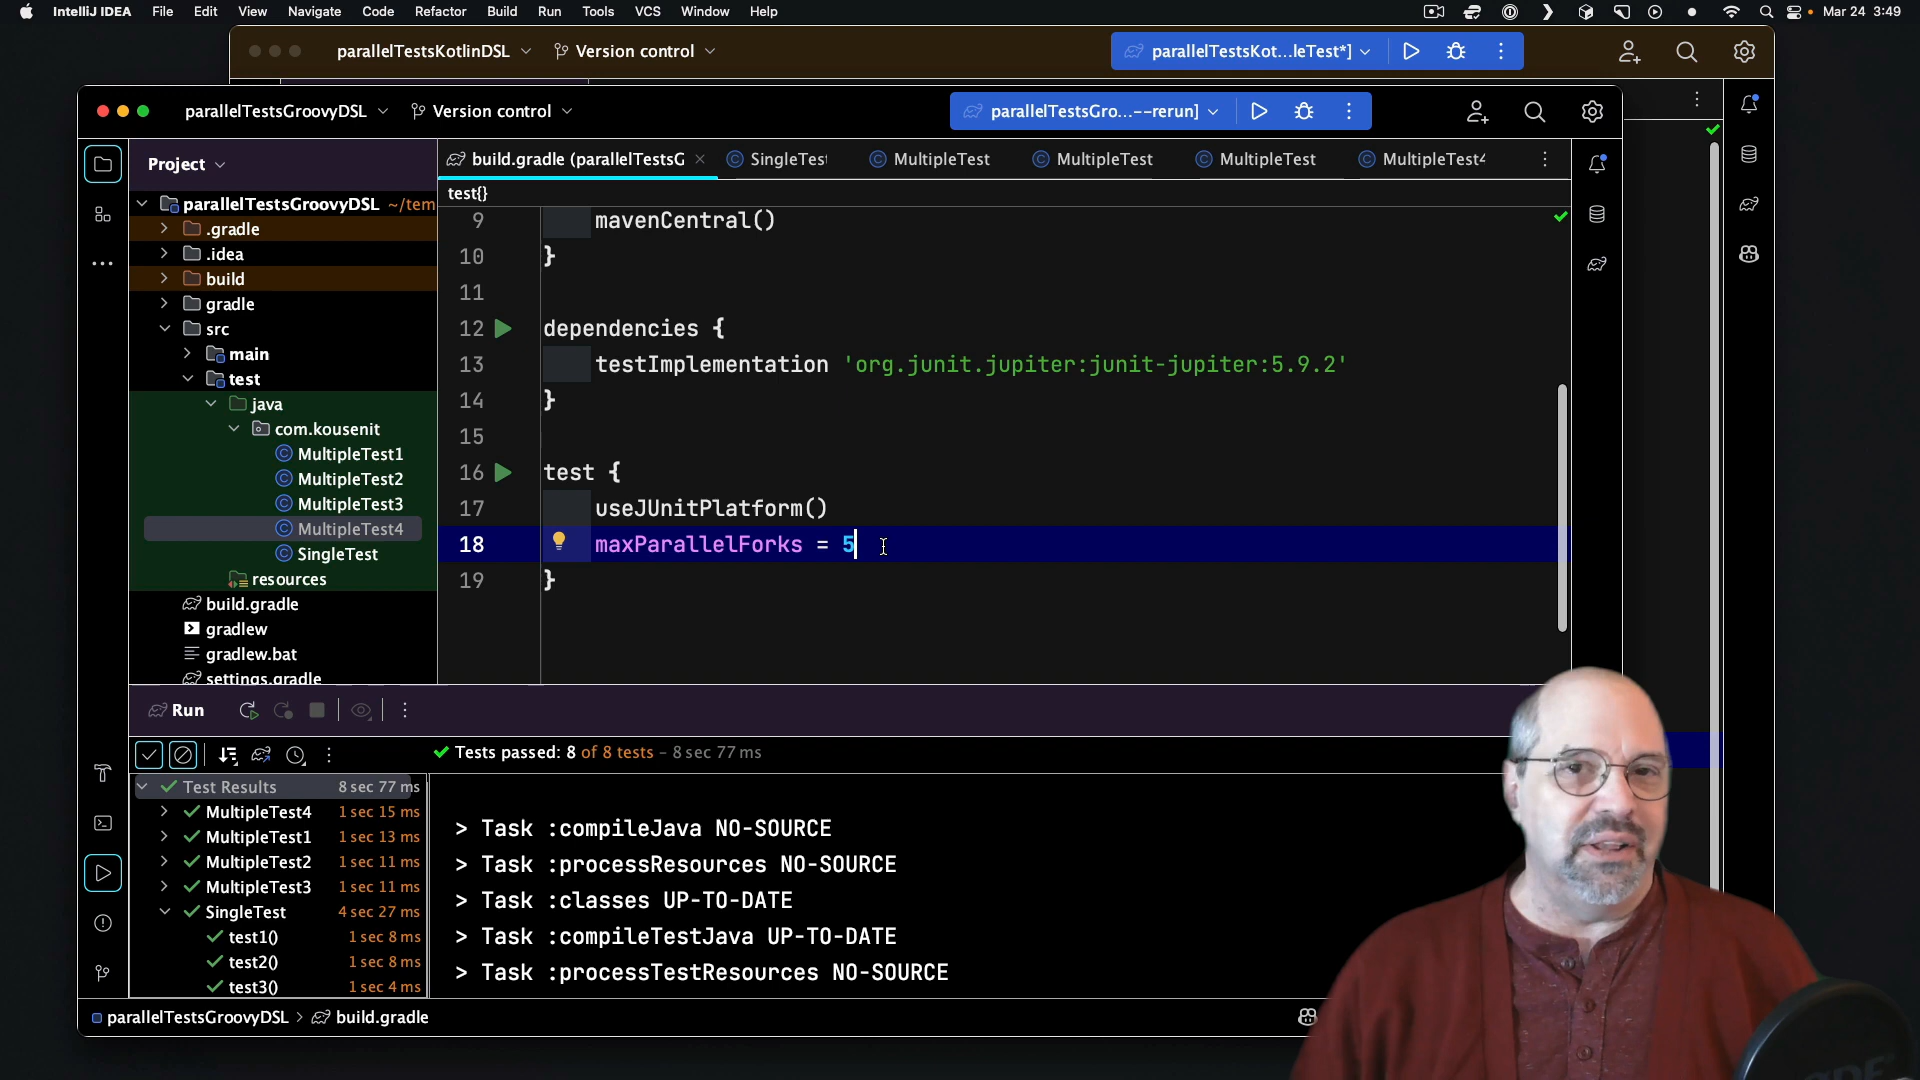 IntelliJ IDEA File Edit View Navigate Code Refactor Build Run Tools VCS Window Help Mar 24 3:49
parallelTestsKotlinDSL Version control parallelTestsKot...leTest*]
parallelTestsGroovyDSL Version control parallelTestsGro...--rerun]
Project
build.gradle (parallelTestsG SingleTest MultipleTest MultipleTest MultipleTest MultipleTest4
test{}
parallelTestsGroovyDSL ~/tem
.gradle
.idea
build
gradle
src
main
test
java
com.kousenit
MultipleTest1
MultipleTest2
MultipleTest3
MultipleTest4
SingleTest
resources
build.gradle
gradlew
gradlew.bat
settings.gradle
9 mavenCentral()
10 }
11
12 dependencies {
13 testImplementation 'org.junit.jupiter:junit-jupiter:5.9.2'
14 }
15
16 test {
17 useJUnitPlatform()
18 maxParallelForks = 5
19 }
Run
Tests passed: 8 of 8 tests – 8 sec 77 ms
Test Results 8 sec 77 ms
MultipleTest4 1 sec 15 ms
MultipleTest1 1 sec 13 ms
MultipleTest2 1 sec 11 ms
MultipleTest3 1 sec 11 ms
SingleTest 4 sec 27 ms
test1() 1 sec 8 ms
test2() 1 sec 8 ms
test3() 1 sec 4 ms
> Task :compileJava NO-SOURCE
> Task :processResources NO-SOURCE
> Task :classes UP-TO-DATE
> Task :compileTestJava UP-TO-DATE
> Task :processTestResources NO-SOURCE
parallelTestsGroovyDSL > build.gradle